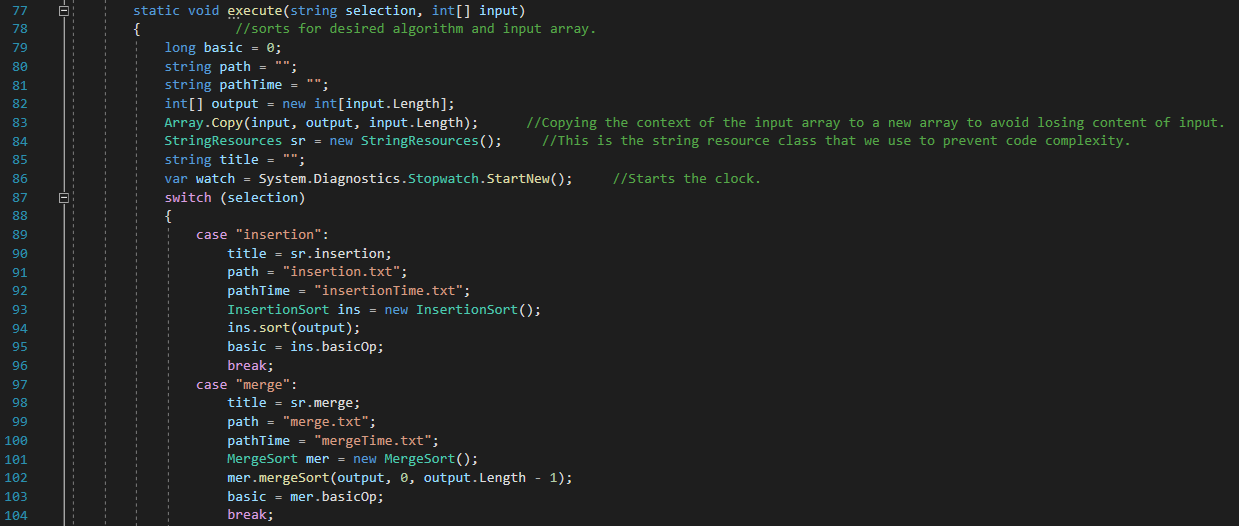 77 static void execute(string selection, int[] input)
78 { //sorts for desired algorithm and input array.
79 long basic = 0;
80 string path = "";
81 string pathTime = "";
82 int[] output = new int[input.Length];
83 Array.Copy(input, output, input.Length); //Copying the context of the input array to a new array to avoid losing content of input.
84 StringResources sr = new StringResources(); //This is the string resource class that we use to prevent code complexity.
85 string title = "";
86 var watch = System.Diagnostics.Stopwatch.StartNew(); //Starts the clock.
87 switch (selection)
88 {
89 case "insertion":
90 title = sr.insertion;
91 path = "insertion.txt";
92 pathTime = "insertionTime.txt";
93 InsertionSort ins = new InsertionSort();
94 ins.sort(output);
95 basic = ins.basicOp;
96 break;
97 case "merge":
98 title = sr.merge;
99 path = "merge.txt";
100 pathTime = "mergeTime.txt";
101 MergeSort mer = new MergeSort();
102 mer.mergeSort(output, 0, output.Length - 1);
103 basic = mer.basicOp;
104 break;